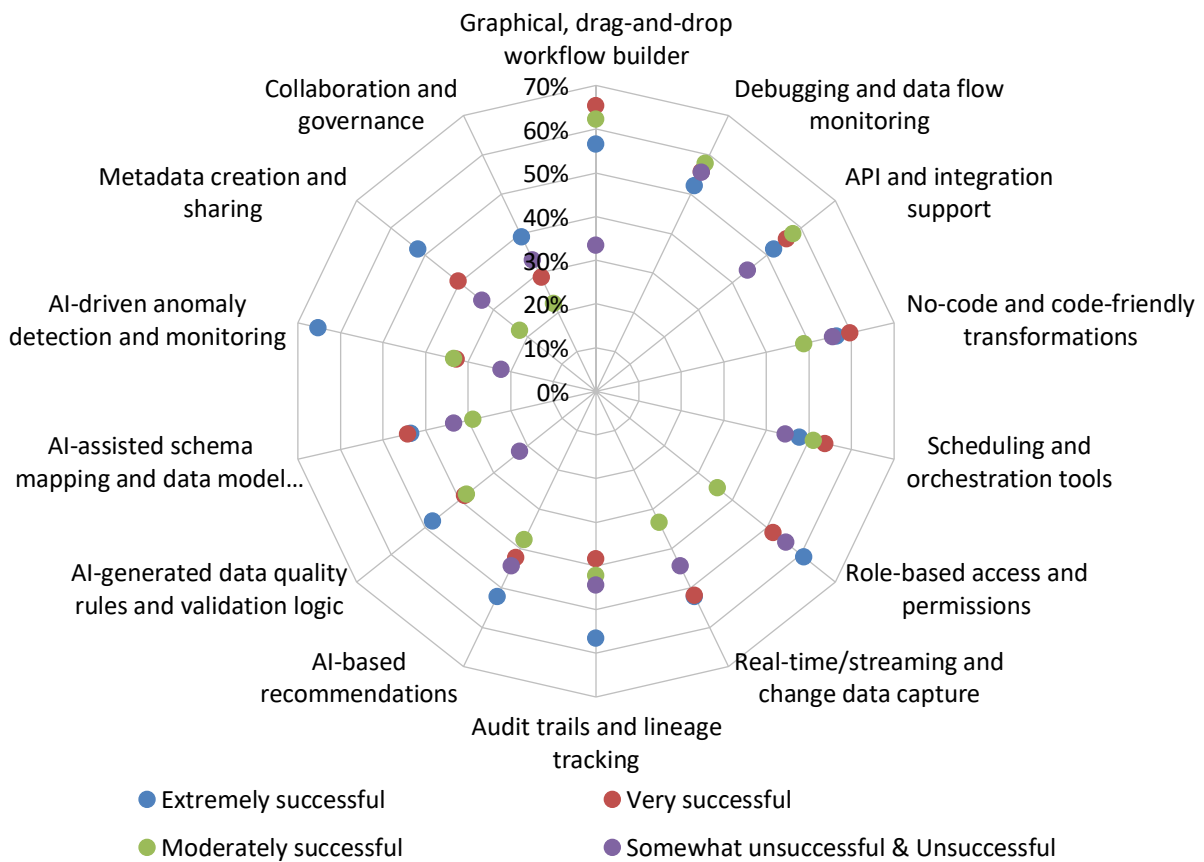 Graphical, drag-and-drop
workflow builder
Debugging and data flow
monitoring
API and integration
support
No-code and code-friendly
transformations
Scheduling and
orchestration tools
Role-based access and
permissions
Real-time/streaming and
change data capture
Audit trails and lineage
tracking
AI-based
recommendations
AI-generated data quality
rules and validation logic
AI-assisted schema
mapping and data model...
AI-driven anomaly
detection and monitoring
Metadata creation and
sharing
Collaboration and
governance
70%
60%
50%
40%
30%
20%
10%
0%
Extremely successful
Very successful
Moderately successful
Somewhat unsuccessful & Unsuccessful